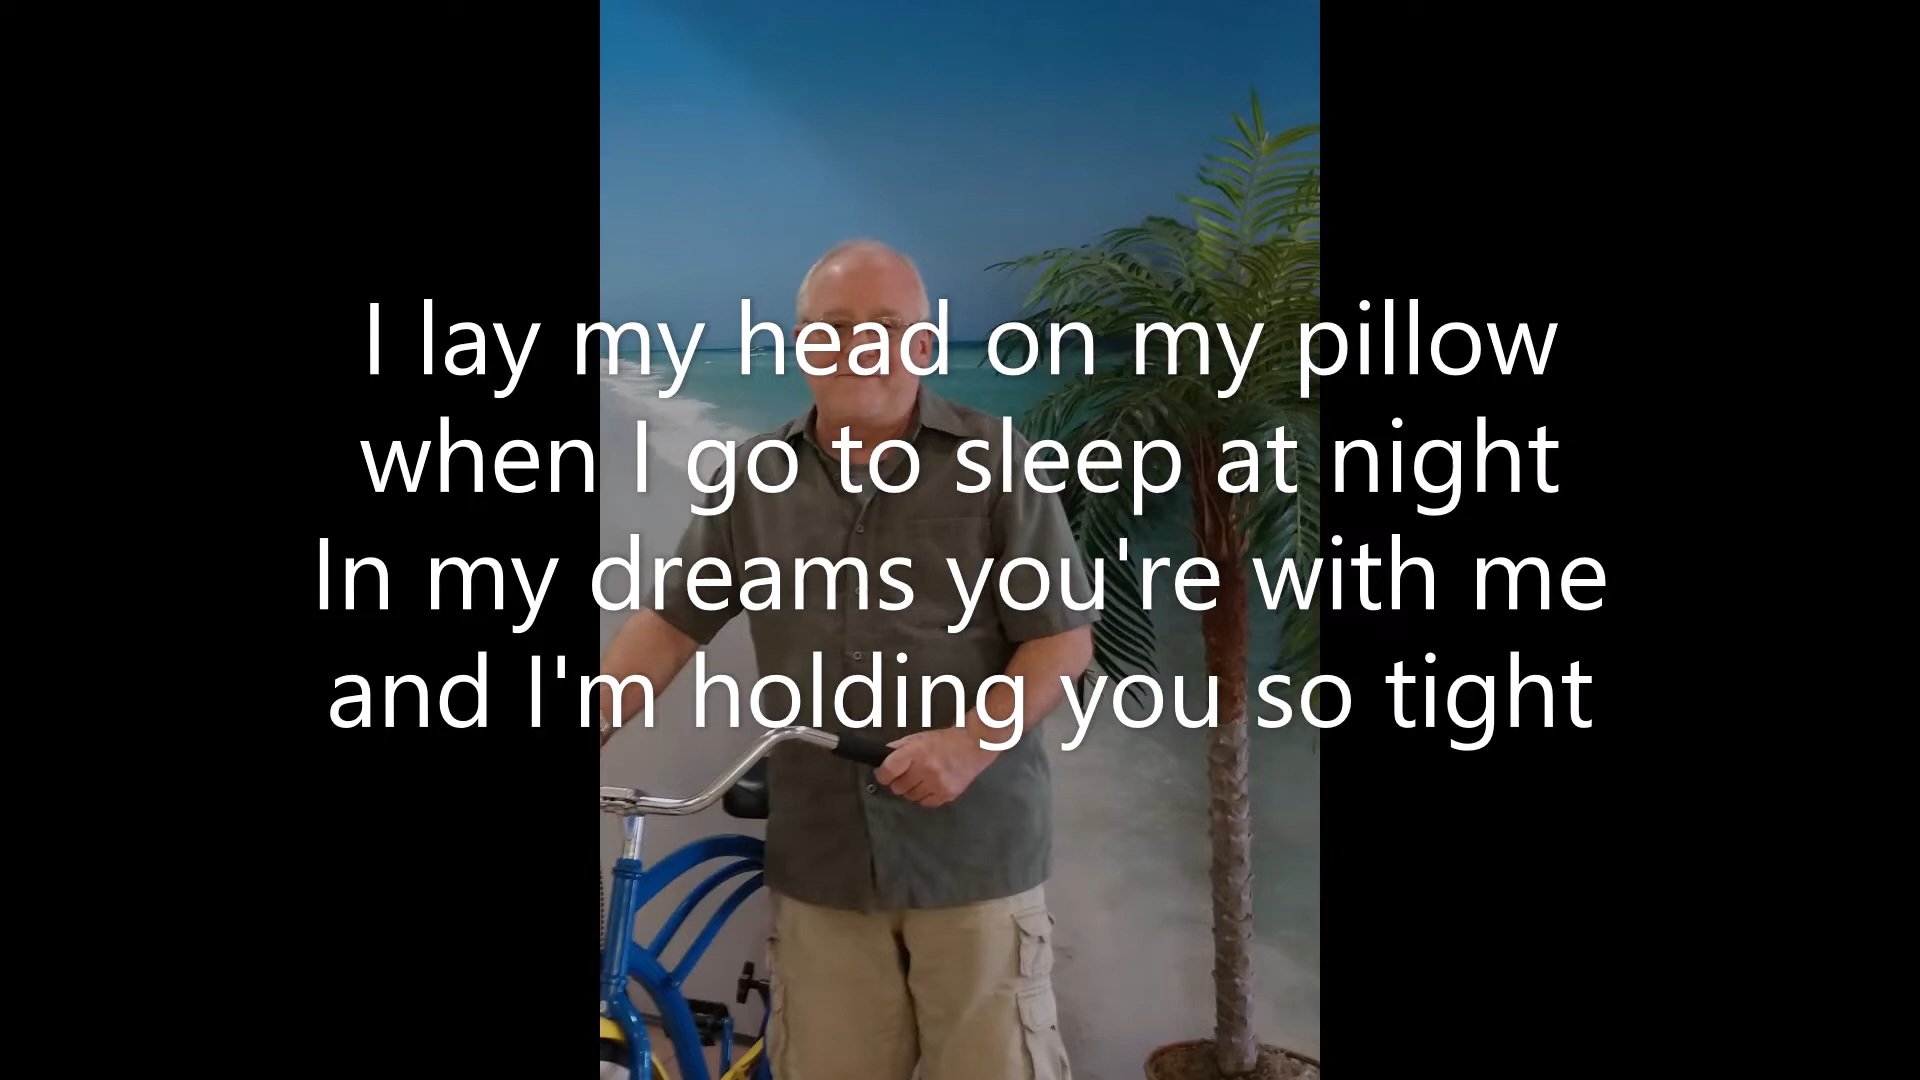 I lay my head on my pillow
when I go to sleep at night
In my dreams you're with me
and I'm holding you so tight